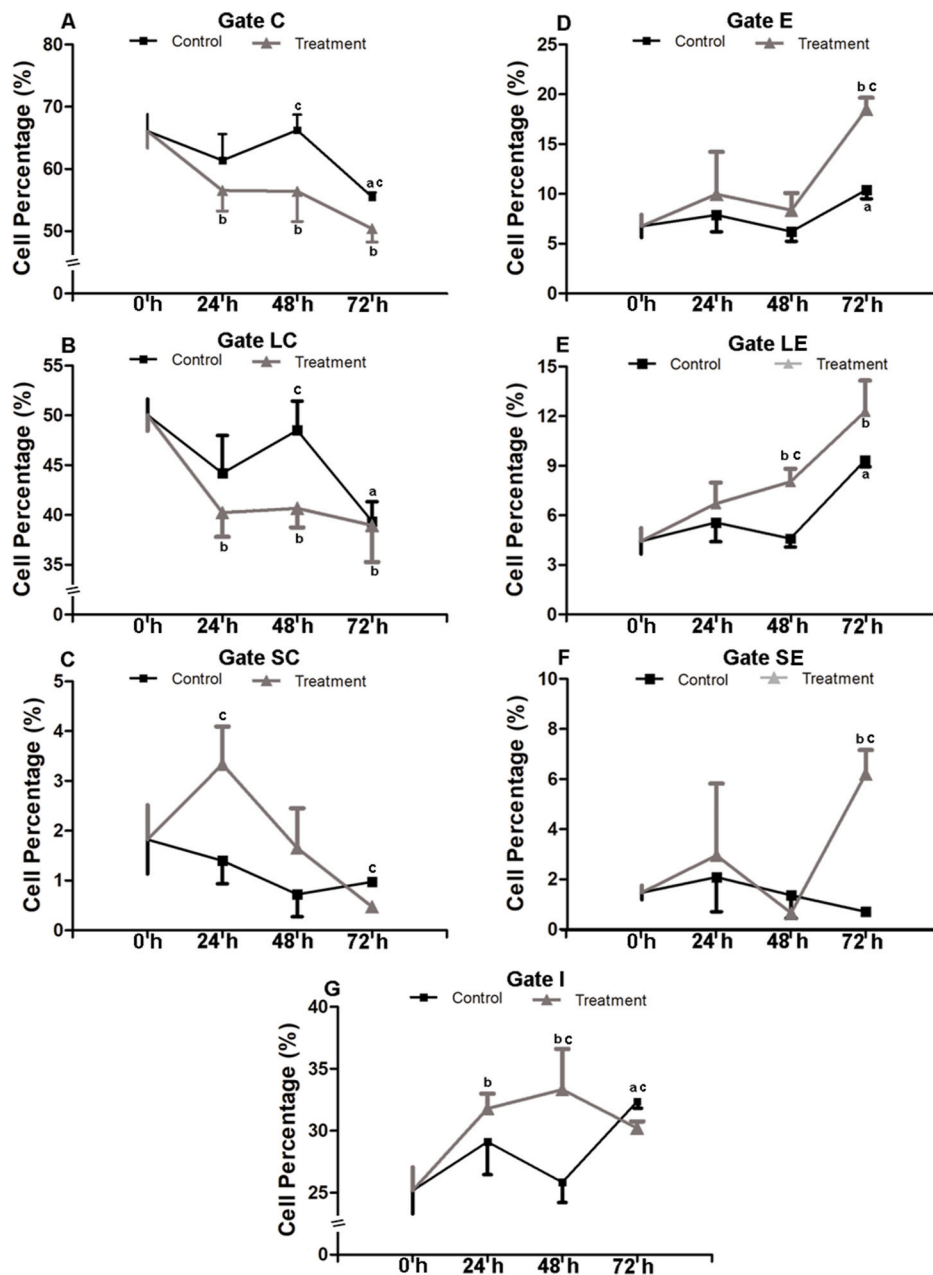 A Gate C
Control Treatment
Cell Percentage (%)
80
70
60
50
0
c
a c
b
b
b
0 h 24 h 48 h 72 h
D Gate E
Control Treatment
Cell Percentage (%)
25
20
15
10
5
0
b c
a
0 h 24 h 48 h 72 h
B Gate LC
Control Treatment
Cell Percentage (%)
55
50
45
40
35
0
c
a
b
b
b
0 h 24 h 48 h 72 h
E Gate LE
Control Treatment
Cell Percentage (%)
15
12
9
6
3
0
b c
b
a
0 h 24 h 48 h 72 h
C Gate SC
Control Treatment
Cell Percentage (%)
5
4
3
2
1
0
c
c
0 h 24 h 48 h 72 h
F Gate SE
Control Treatment
Cell Percentage (%)
10
8
6
4
2
0
b c
0 h 24 h 48 h 72 h
G Gate I
Control Treatment
Cell Percentage (%)
40
35
30
25
0
b
b c
a c
0 h 24 h 48 h 72 h